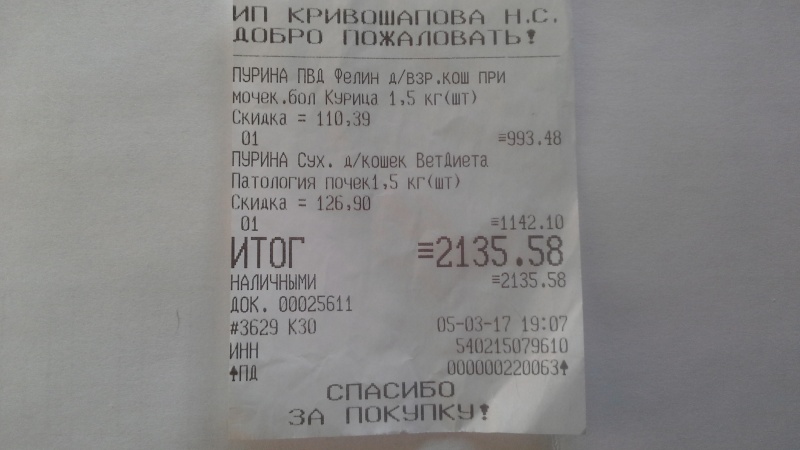 ИП КРИВОШАПОВА Н.С.
ДОБРО ПОЖАЛОВАТЬ!
ПУРИНА ПВД Фелин д/взр.кош при
мочек.бол Курица 1,5 кг(шт)
Скидка = 110,39
01 =993.48
ПУРИНА Сух. д/кошек ВетДиета
Патология почек1,5 кг(шт)
Скидка = 126,90
01 =1142.10
ИТОГ =2135.58
НАЛИЧНЫМИ =2135.58
ДОК. 00025611
#3629 К30 05-03-17 19:07
ИНН 540215079610
♠ПД 000000220063♠
СПАСИБО
ЗА ПОКУПКУ!